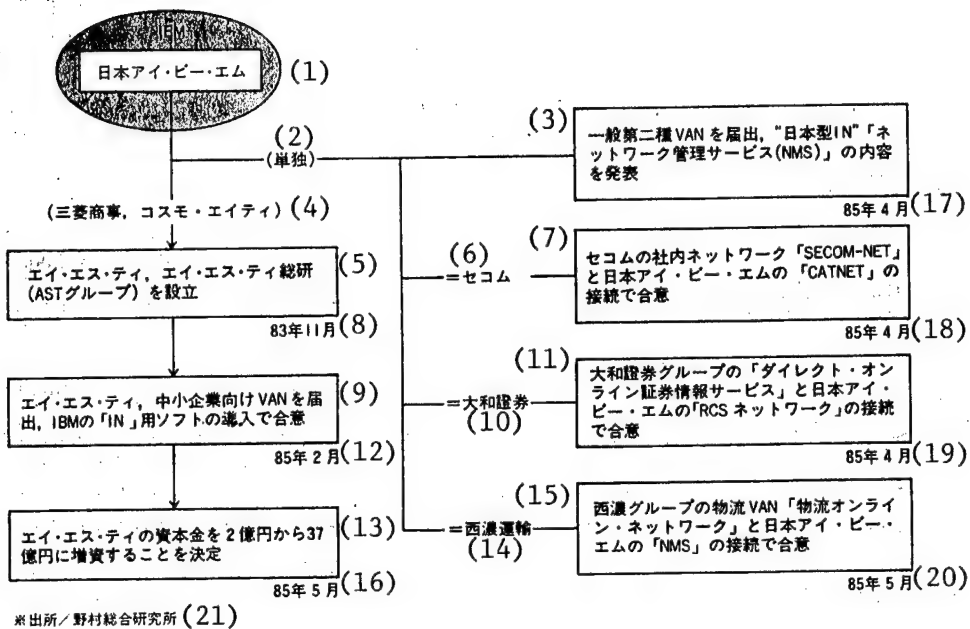 IBM
日本アイ・ビー・エム (1)
(2)
(単独)
(3)
一般第二種VANを届出,“日本型IN”「ネ
ットワーク管理サービス(NMS)」の内容
を発表
85年4月(17)
(三菱商事,コスモ・エイティ)(4)
エイ・エス・ティ,エイ・エス・ティ総研 (5)
(ASTグループ)を設立
83年11月(8)
(6)
=セコム
(7)
セコムの社内ネットワーク「SECOM-NET」
と日本アイ・ビー・エムの「CATNET」の
接続で合意
85年4月(18)
エイ・エス・ティ,中小企業向けVANを届 (9)
出,IBMの「IN」用ソフトの導入で合意
85年2月(12)
=大和證券
(10)
(11)
大和證券グループの「ダイレクト・オン
ライン証券情報サービス」と日本アイ・
ビー・エムの「RCSネットワーク」の接続
で合意
85年4月(19)
エイ・エス・ティの資本金を2億円から37 (13)
億円に増資することを決定
85年5月(16)
=西濃運輸
(14)
(15)
西濃グループの物流VAN「物流オンラ
イン・ネットワーク」と日本アイ・ビー・
エムの「NMS」の接続で合意
85年5月(20)
※出所/野村総合研究所(21)